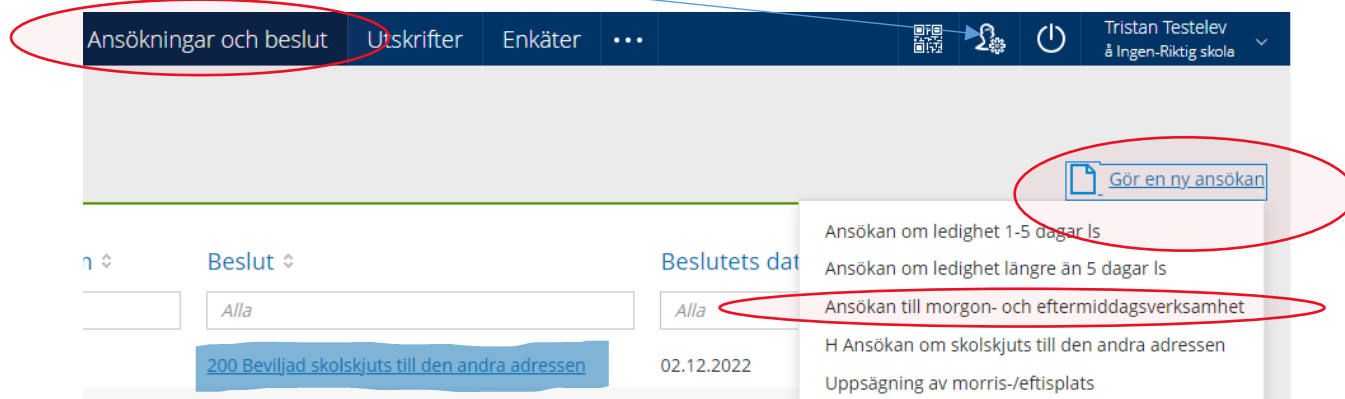 Ansökningar och beslut Utskrifter Enkäter ••• Tristan Testelev
å Ingen-Riktig skola
Gör en ny ansökan
Ansökan om ledighet 1-5 dagar ls
n Beslut Beslutets dat
Ansökan om ledighet längre än 5 dagar ls
Alla Alla Ansökan till morgon- och eftermiddagsverksamhet
H Ansökan om skolskjuts till den andra adressen
200 Beviljad skolskjuts till den andra adressen 02.12.2022
Uppsägning av morris-/eftisplats